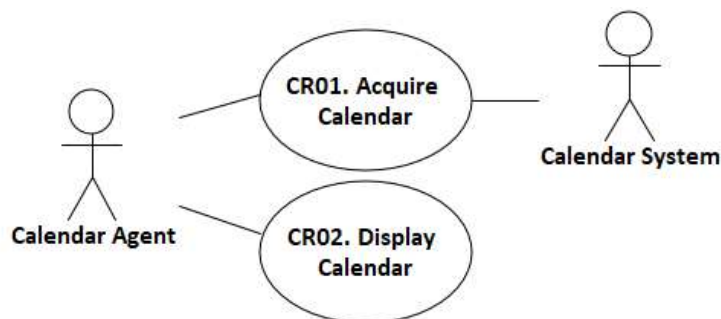 CR01. Acquire
Calendar
Calendar System
Calendar Agent
CR02. Display
Calendar